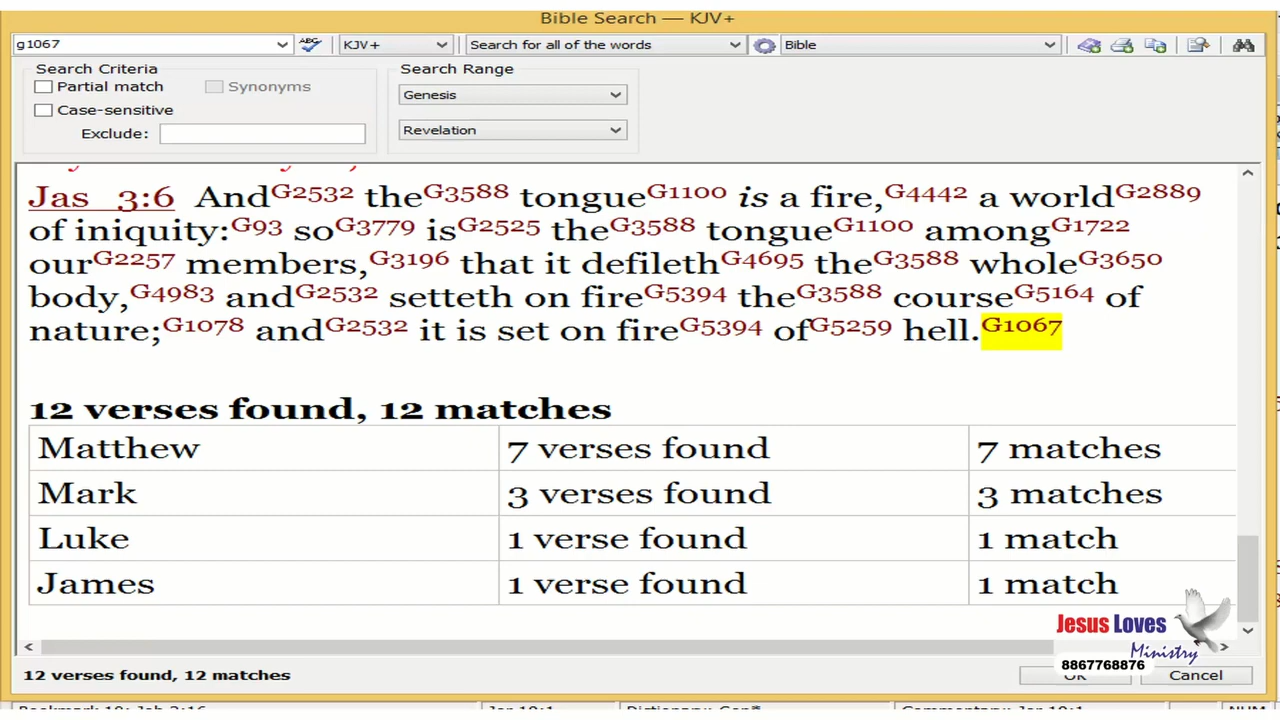 Bible Search — KJV+
g1067 ABC KJV+ Search for all of the words Bible
Search Criteria Search Range
Partial match Synonyms Genesis
Case-sensitive
Exclude: Revelation
Jas 3:6 AndG2532 theG3588 tongueG1100 is a fire,G4442 a worldG2889
of iniquity:G93 soG3779 isG2525 theG3588 tongueG1100 amongG1722
ourG2257 members,G3196 that it defilethG4695 theG3588 wholeG3650
body,G4983 andG2532 setteth on fireG5394 theG3588 courseG5164 of
nature;G1078 andG2532 it is set on fireG5394 ofG5259 hell.G1067
12 verses found, 12 matches
Matthew 7 verses found 7 matches
Mark 3 verses found 3 matches
Luke 1 verse found 1 match
James 1 verse found 1 match
Jesus Loves
Ministry
8867768876
12 verses found, 12 matches OK Cancel